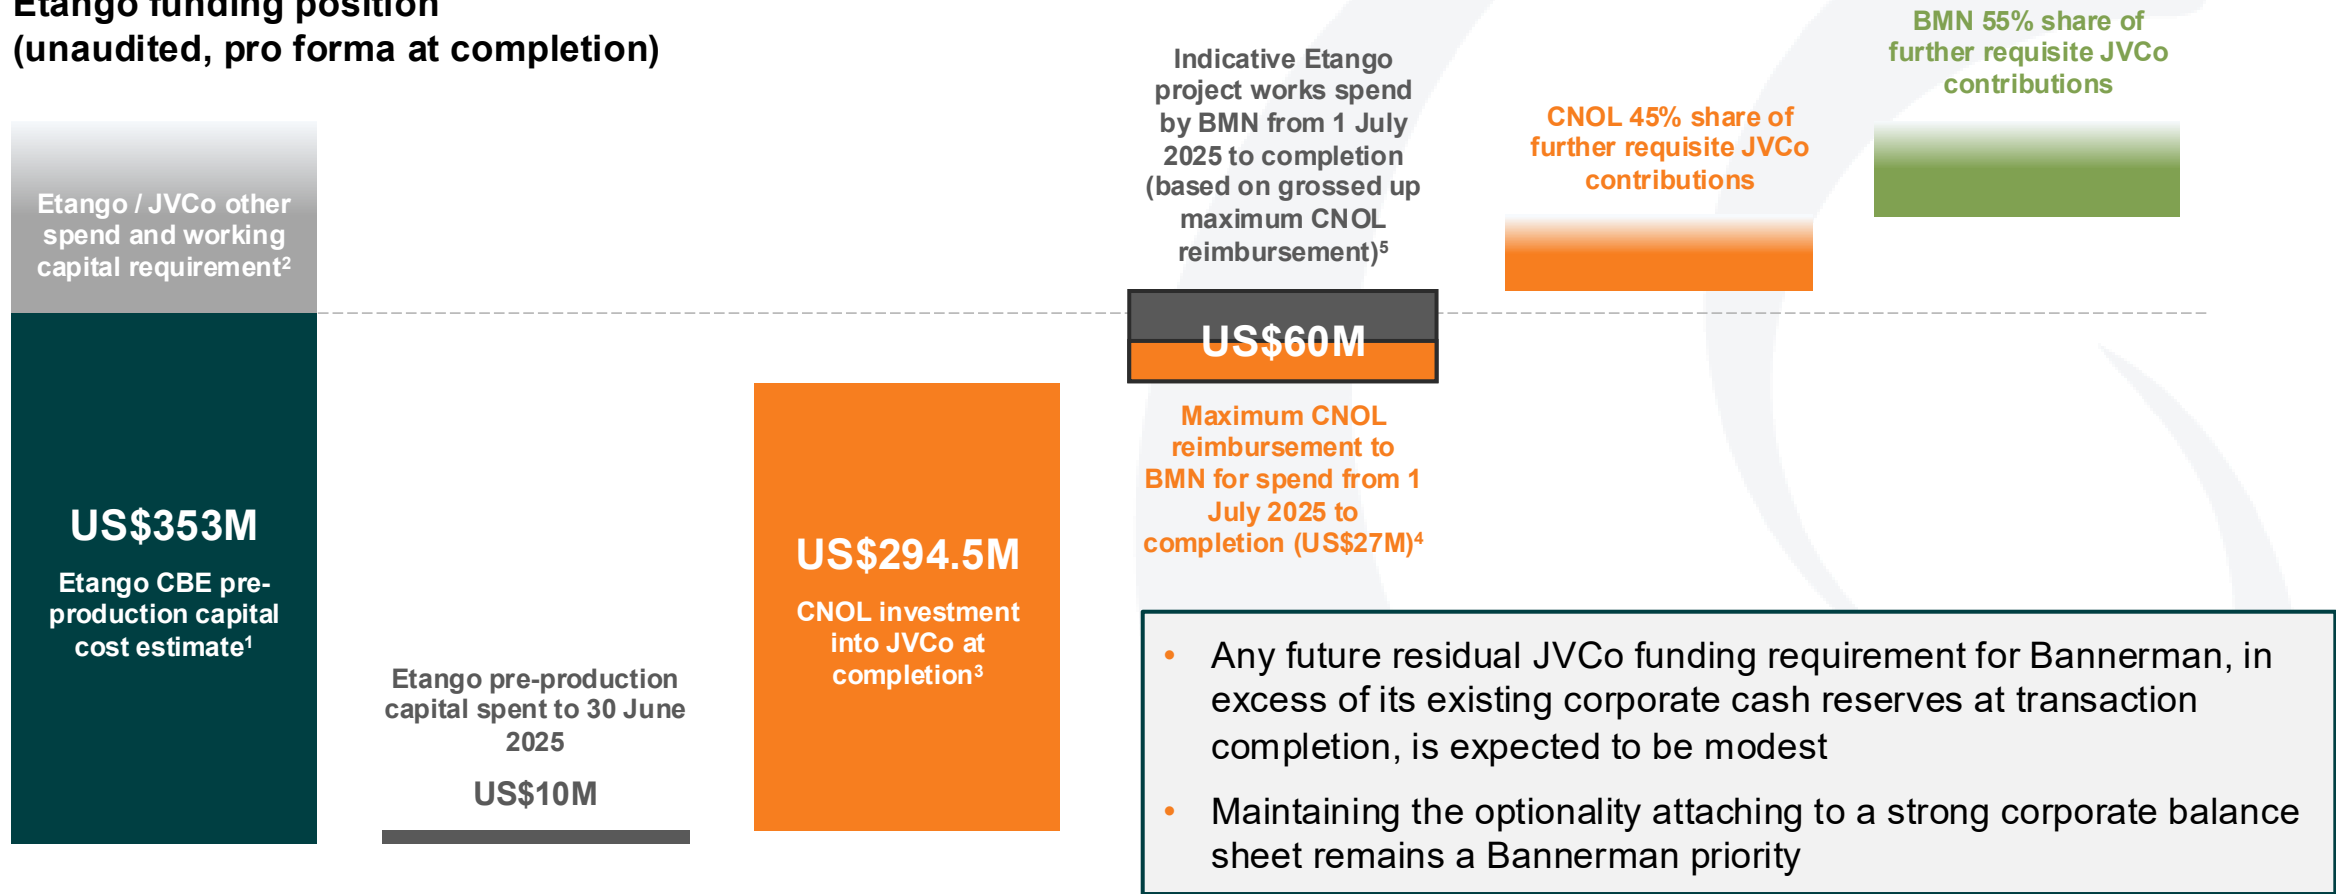 Etango funding position
(unaudited, pro forma at completion)
Etango / JVCo other
spend and working
capital requirement²
US$353M
Etango CBE pre-
production capital
cost estimate¹
Etango pre-production
capital spent to 30 June
2025
US$10M
US$294.5M
CNOL investment
into JVCo at
completion³
Indicative Etango
project works spend
by BMN from 1 July
2025 to completion
(based on grossed up
maximum CNOL
reimbursement)⁵
US$60M
Maximum CNOL
reimbursement to
BMN for spend from 1
July 2025 to
completion (US$27M)⁴
CNOL 45% share of
further requisite JVCo
contributions
BMN 55% share of
further requisite JVCo
contributions
• Any future residual JVCo funding requirement for Bannerman, in
excess of its existing corporate cash reserves at transaction
completion, is expected to be modest
• Maintaining the optionality attaching to a strong corporate balance
sheet remains a Bannerman priority